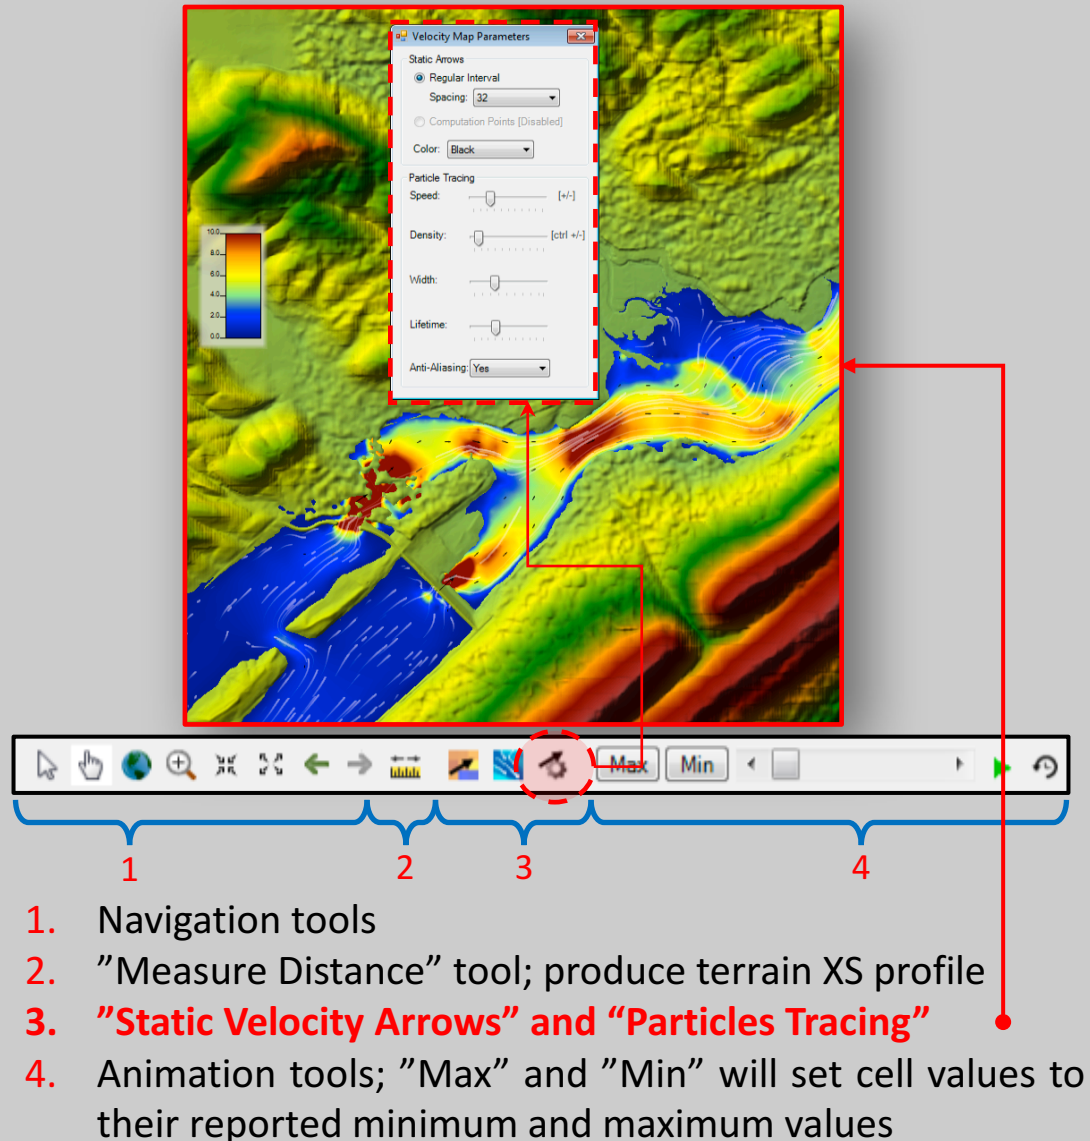 Velocity Map Parameters
Static Arrows
Regular Interval
Spacing: 32
Computation Points [Disabled]
Color: Black
Particle Tracing
Speed: [+/-]
Density: [ctrl +/-]
Width:
Lifetime:
Anti-Aliasing: Yes
10.0
8.0
6.0
4.0
2.0
0.0
Max Min
1 2 3 4
1. Navigation tools
2. ”Measure Distance” tool; produce terrain XS profile
3. ”Static Velocity Arrows” and “Particles Tracing”
4. Animation tools; ”Max” and ”Min” will set cell values to
their reported minimum and maximum values